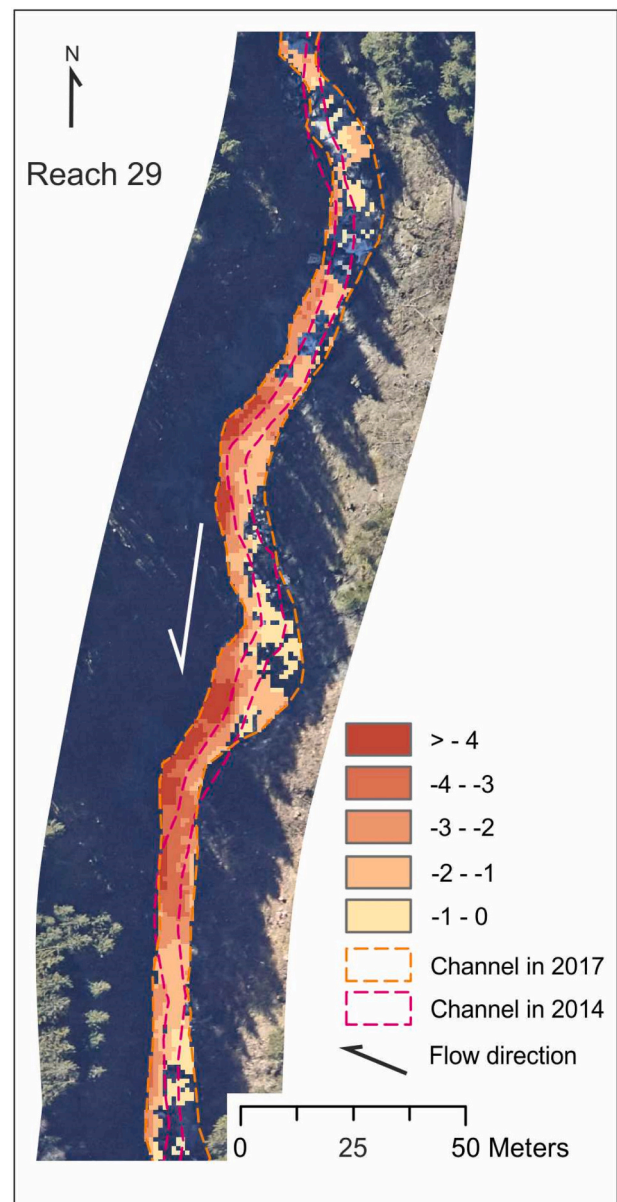 N
Reach 29
> - 4
-4 - -3
-3 - -2
-2 - -1
-1 - 0
Channel in 2017
Channel in 2014
Flow direction
0 25 50 Meters